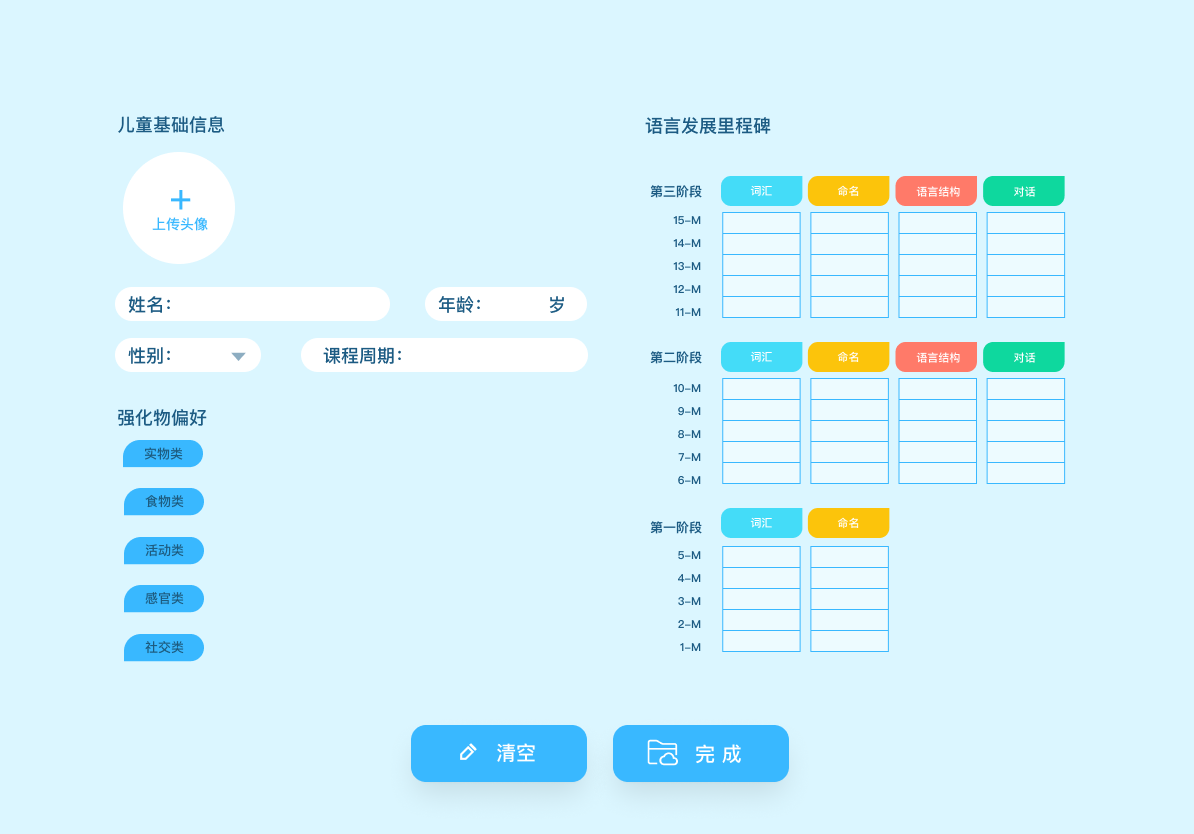 儿童基础信息
上传头像
姓名：
年龄： 岁
性别：
课程周期：
强化物偏好
实物类
食物类
活动类
感官类
社交类
语言发展里程碑
第三阶段 词汇 命名 语言结构 对话
15-M
14-M
13-M
12-M
11-M
第二阶段 词汇 命名 语言结构 对话
10-M
9-M
8-M
7-M
6-M
第一阶段 词汇 命名
5-M
4-M
3-M
2-M
1-M
清空
完成